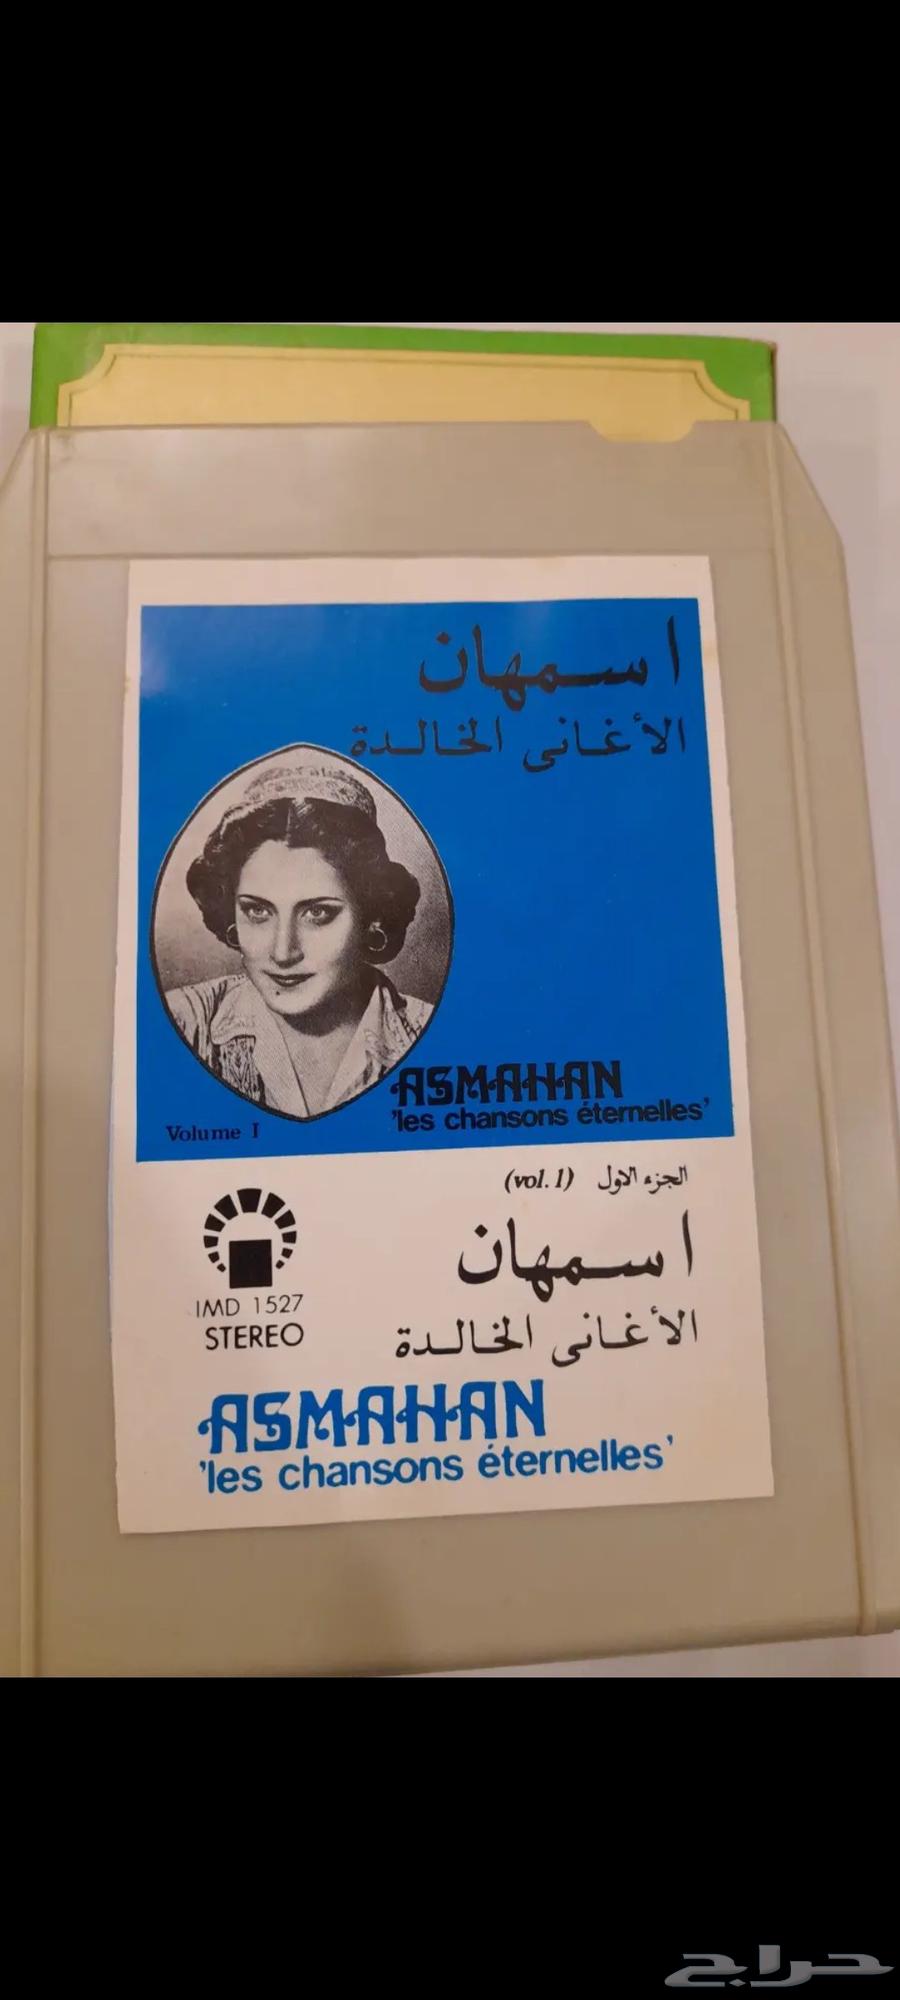 اسمهان
الأغانى الخالدة
ASMAHAN
'les chansons éternelles'
Volume I
الجزء الاول (vol. 1)
اسمهان
الأغانى الخالدة
IMD 1527
STEREO
ASMAHAN
'les chansons éternelles'
حراج